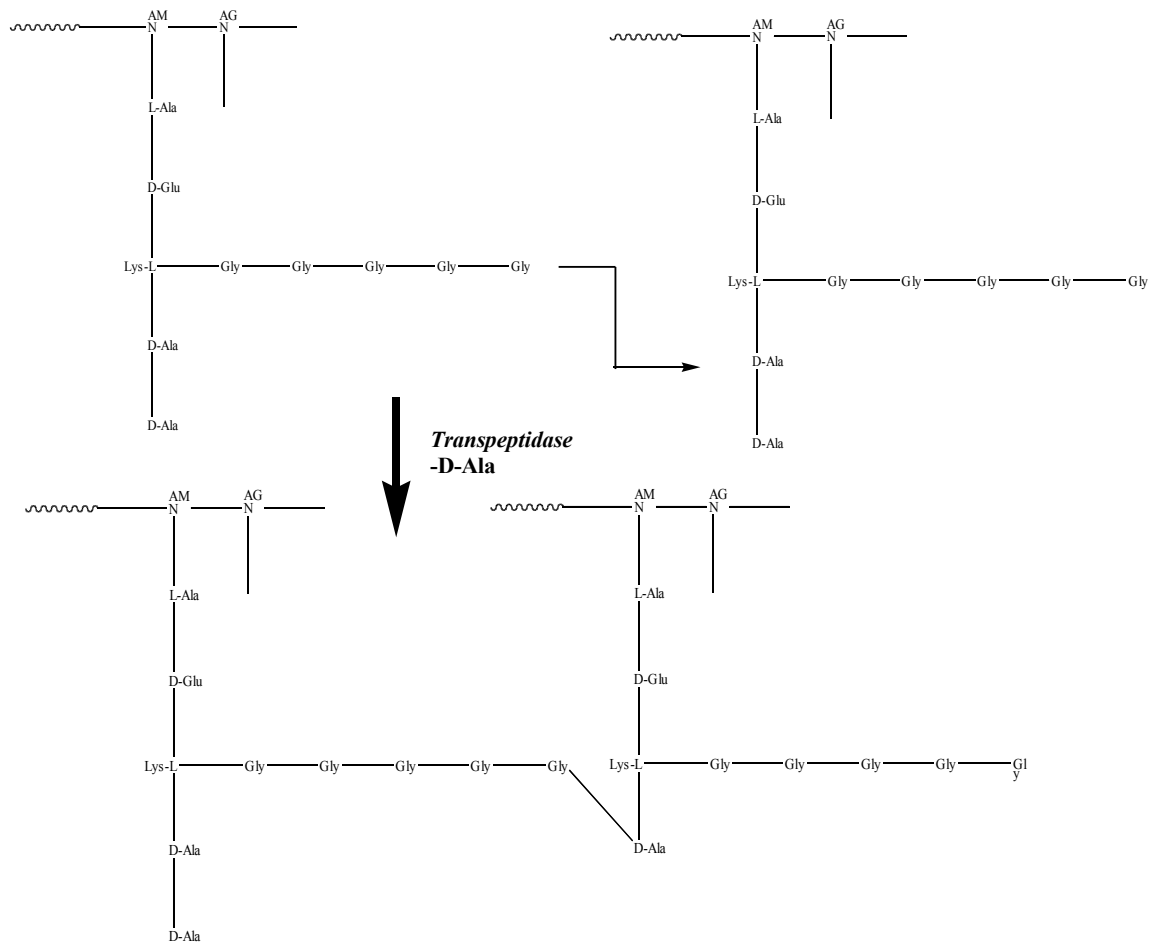 AM AG
N N
AM AG
N N
L-Ala
L-Ala
D-Glu
D-Glu
Lys-L Gly Gly Gly Gly Gly
Lys-L Gly Gly Gly Gly Gly
D-Ala
D-Ala
D-Ala
D-Ala
Transpeptidase
-D-Ala
AM AG
N N
AM AG
N N
L-Ala
L-Ala
D-Glu
D-Glu
Lys-L Gly Gly Gly Gly Gly
Lys-L Gly Gly Gly Gly Gl
y
D-Ala
D-Ala
D-Ala